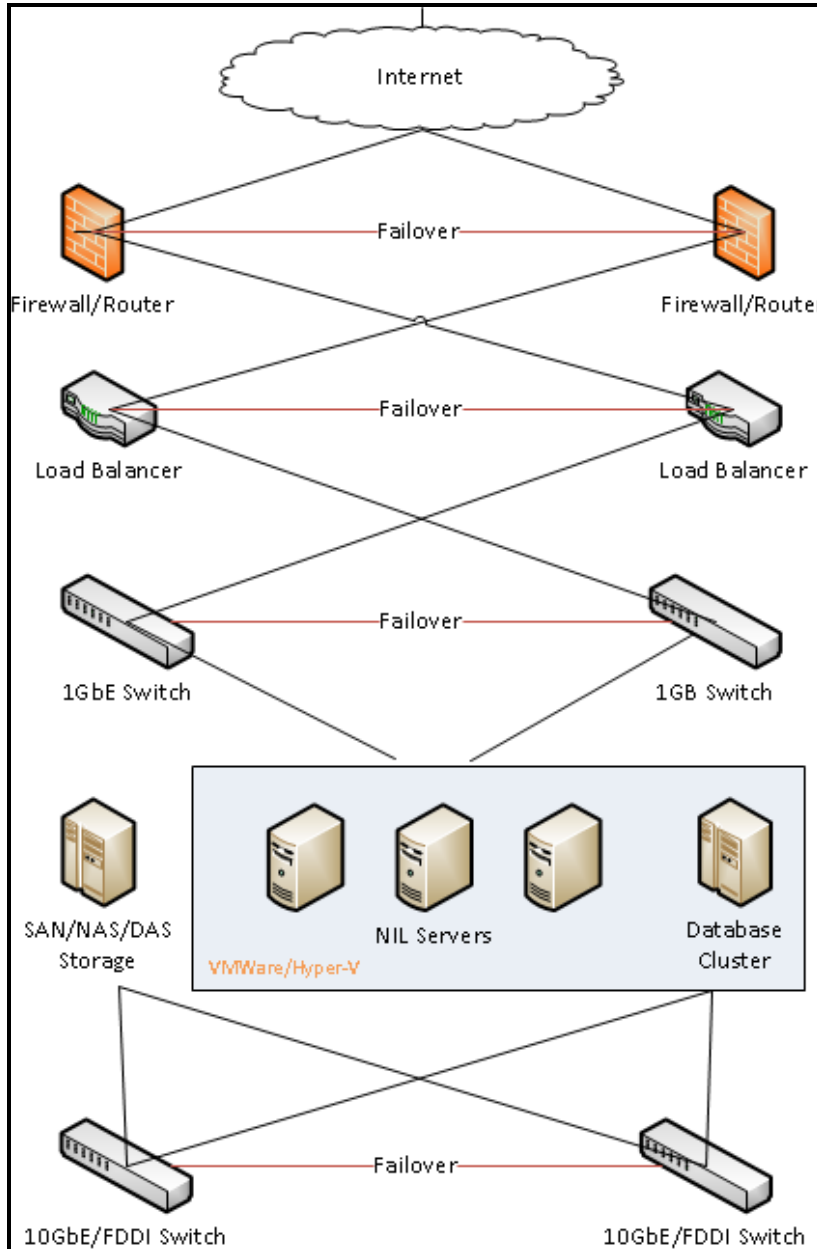 Internet
Failover
Firewall/Router
Firewall/Router
Failover
Load Balancer
Load Balancer
Failover
1GbE Switch
1GB Switch
SAN/NAS/DAS
Storage
NIL Servers
Database
Cluster
VMWare/Hyper-V
Failover
10GbE/FDDI Switch
10GbE/FDDI Switch